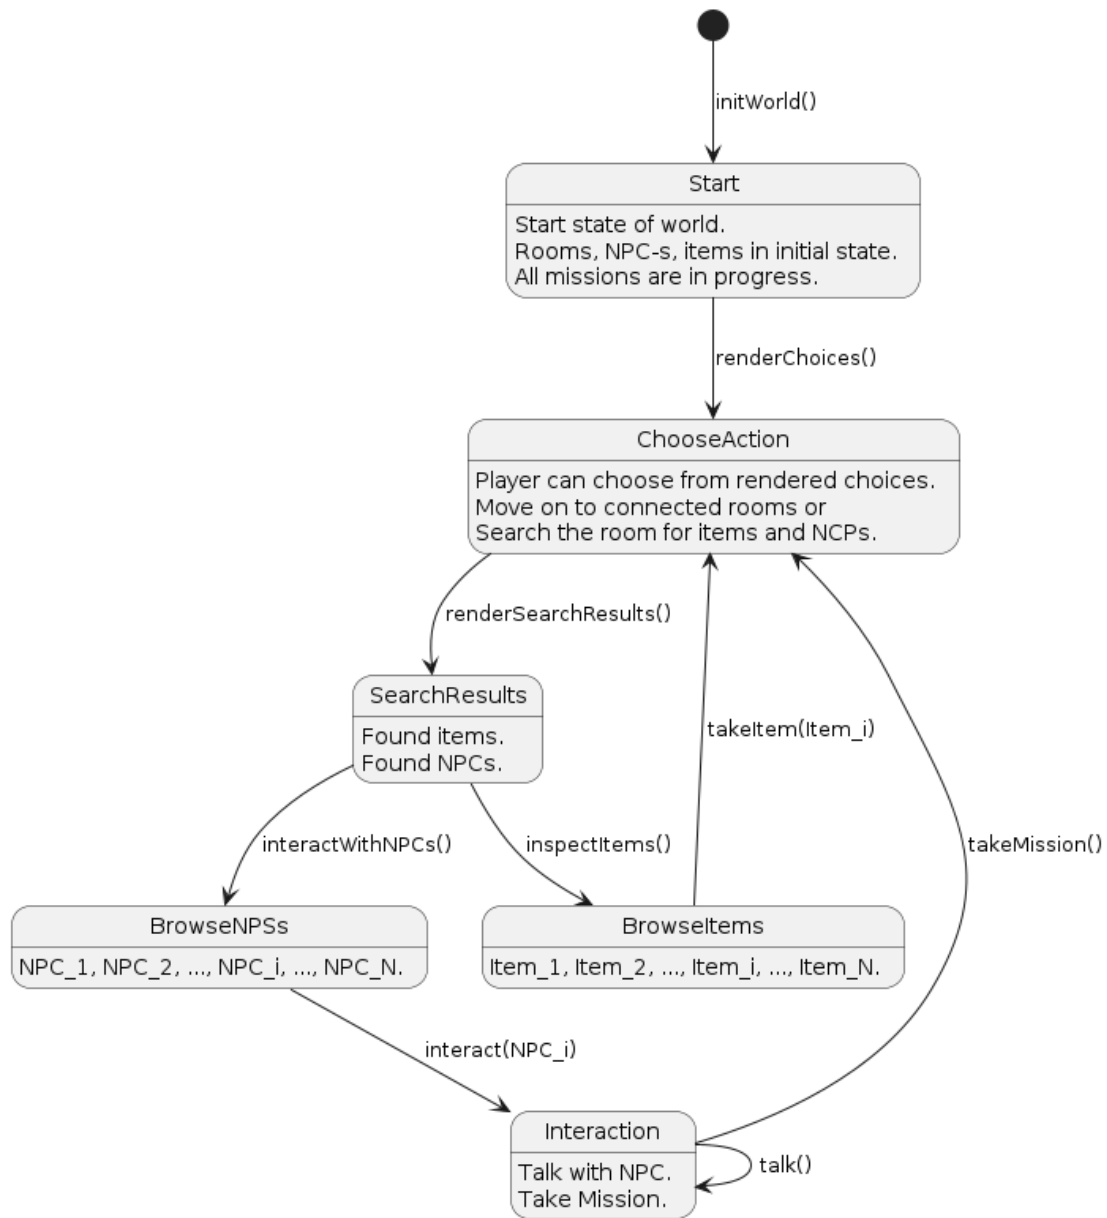 initWorld()
Start
Start state of world.
Rooms, NPC-s, items in initial state.
All missions are in progress.
renderChoices()
ChooseAction
Player can choose from rendered choices.
Move on to connected rooms or
Search the room for items and NCPs.
renderSearchResults()
SearchResults
Found items.
Found NPCs.
takeItem(Item_i)
interactWithNPCs()
inspectItems()
takeMission()
BrowseNPSs
NPC_1, NPC_2, ..., NPC_i, ..., NPC_N.
BrowseItems
Item_1, Item_2, ..., Item_i, ..., Item_N.
interact(NPC_i)
Interaction
Talk with NPC.
Take Mission.
talk()